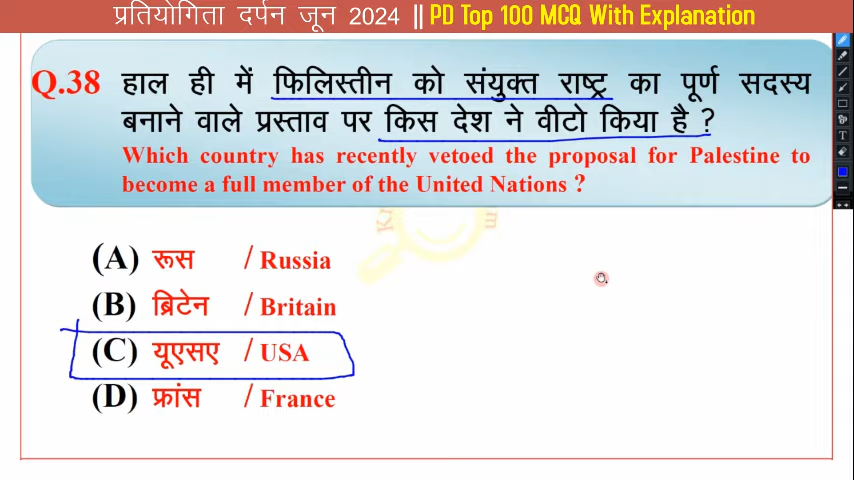 प्रतियोगिता दर्पन जून 2024 || PD Top 100 MCQ With Explanation
Q.38 हाल ही में फिलिस्तीन को संयुक्त राष्ट्र का पूर्ण सदस्य
बनाने वाले प्रस्ताव पर किस देश ने वीटो किया है ?
Which country has recently vetoed the proposal for Palestine to
become a full member of the United Nations ?
(A) रूस / Russia
(B) ब्रिटेन / Britain
(C) यूएसए / USA
(D) फ्रांस / France